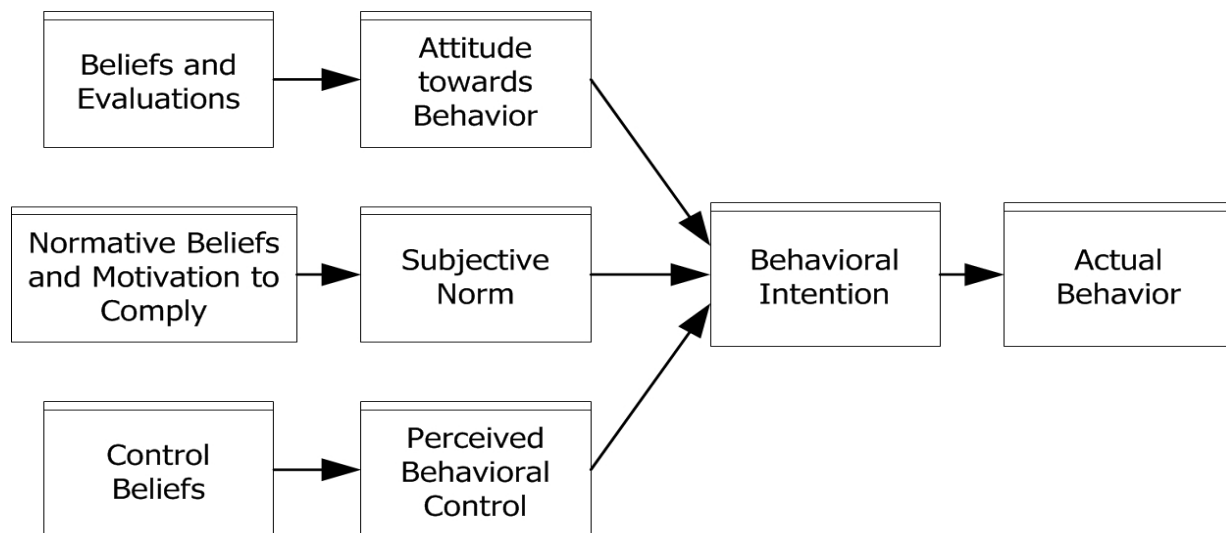 Beliefs and
Evaluations
Attitude
towards
Behavior
Normative Beliefs
and Motivation to
Comply
Subjective
Norm
Behavioral
Intention
Actual
Behavior
Control
Beliefs
Perceived
Behavioral
Control